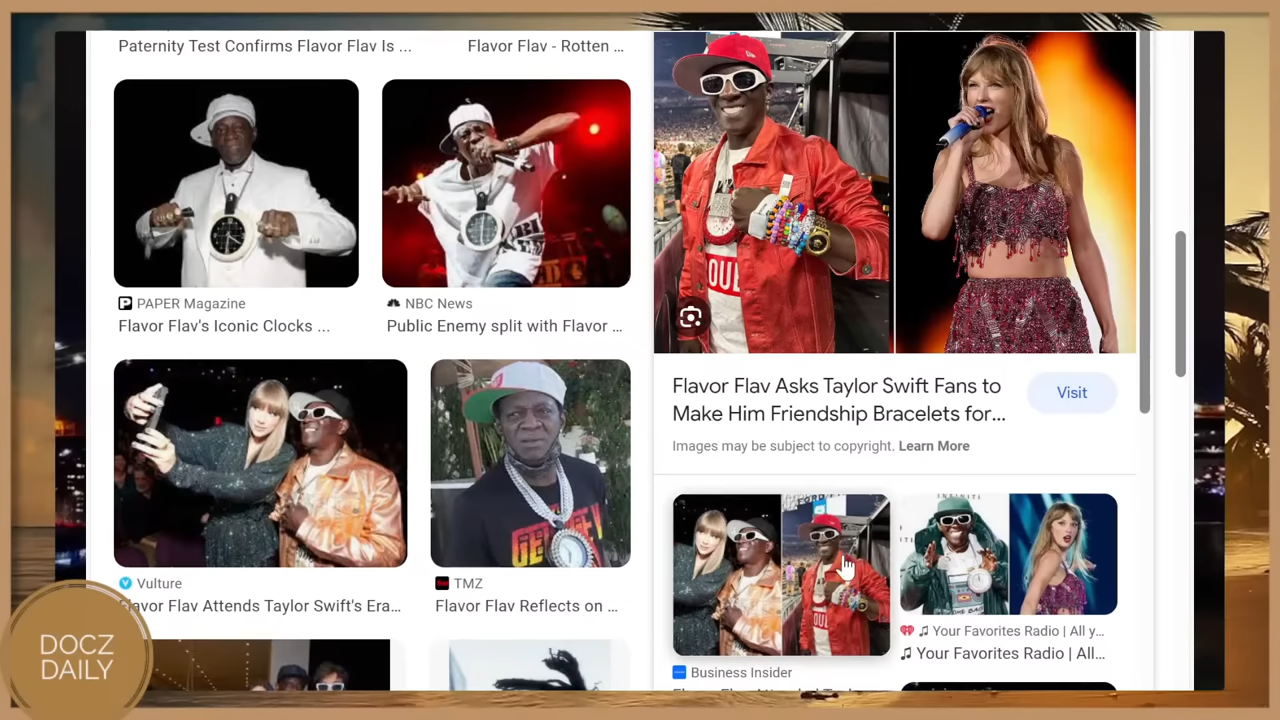 Paternity Test Confirms Flavor Flav Is ...
Flavor Flav - Rotten ...
PAPER Magazine
Flavor Flav's Iconic Clocks ...
NBC News
Public Enemy split with Flavor ...
Vulture
Flavor Flav Attends Taylor Swift's Era...
TMZ
Flavor Flav Reflects on ...
Flavor Flav Asks Taylor Swift Fans to
Make Him Friendship Bracelets for...
Visit
Images may be subject to copyright. Learn More
Business Insider
♫ Your Favorites Radio | All y...
♫ Your Favorites Radio | All...
DOCZ
DAILY